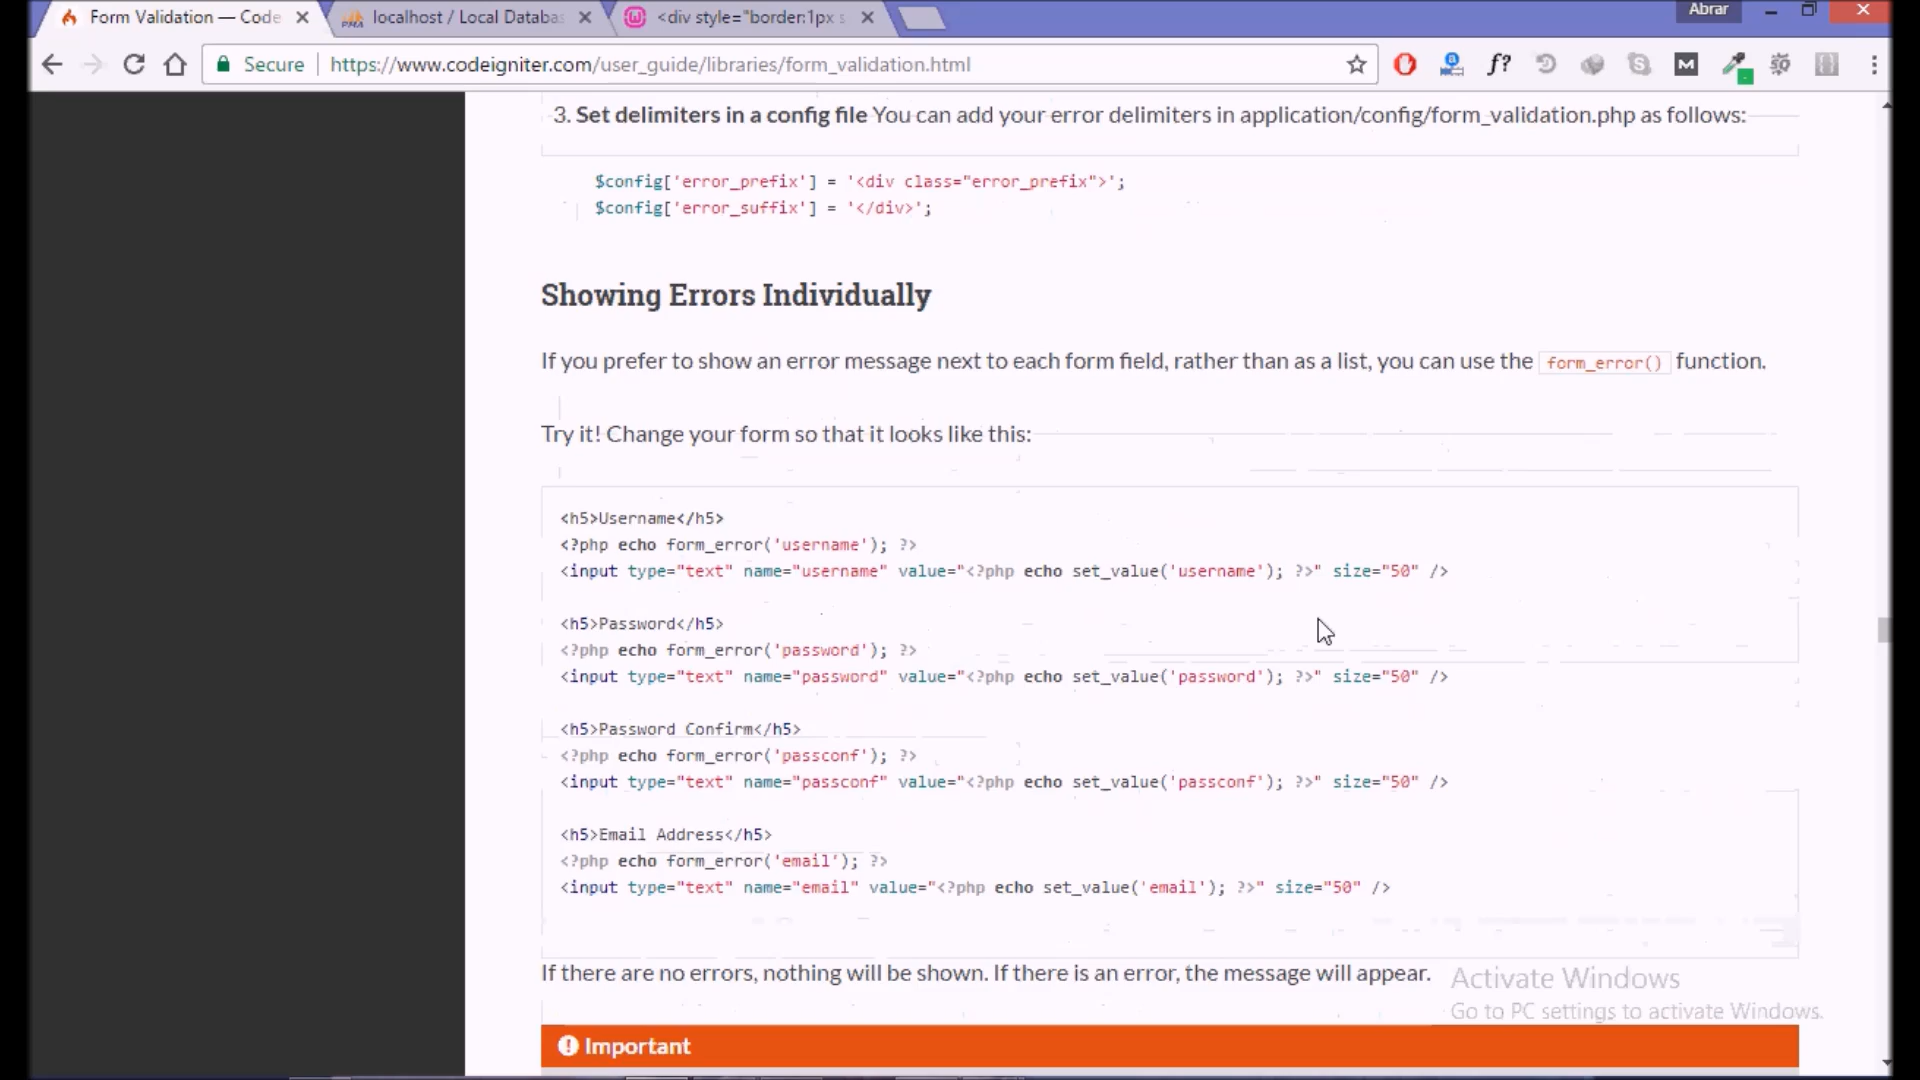 Form Validation — Code
localhost / Local Databas
<div style="border:1px s
Abrar
Secure
https://www.codeigniter.com/user_guide/libraries/form_validation.html
f?
M
3. Set delimiters in a config file You can add your error delimiters in application/config/form_validation.php as follows:
$config['error_prefix'] = '<div class="error_prefix">';
$config['error_suffix'] = '</div>';
Showing Errors Individually
If you prefer to show an error message next to each form field, rather than as a list, you can use the form_error() function.
Try it! Change your form so that it looks like this:
<h5>Username</h5>
<?php echo form_error('username'); ?>
<input type="text" name="username" value="<?php echo set_value('username'); ?>" size="50" />
<h5>Password</h5>
<?php echo form_error('password'); ?>
<input type="text" name="password" value="<?php echo set_value('password'); ?>" size="50" />
<h5>Password Confirm</h5>
<?php echo form_error('passconf'); ?>
<input type="text" name="passconf" value="<?php echo set_value('passconf'); ?>" size="50" />
<h5>Email Address</h5>
<?php echo form_error('email'); ?>
<input type="text" name="email" value="<?php echo set_value('email'); ?>" size="50" />
If there are no errors, nothing will be shown. If there is an error, the message will appear.
Activate Windows
Go to PC settings to activate Windows.
Important